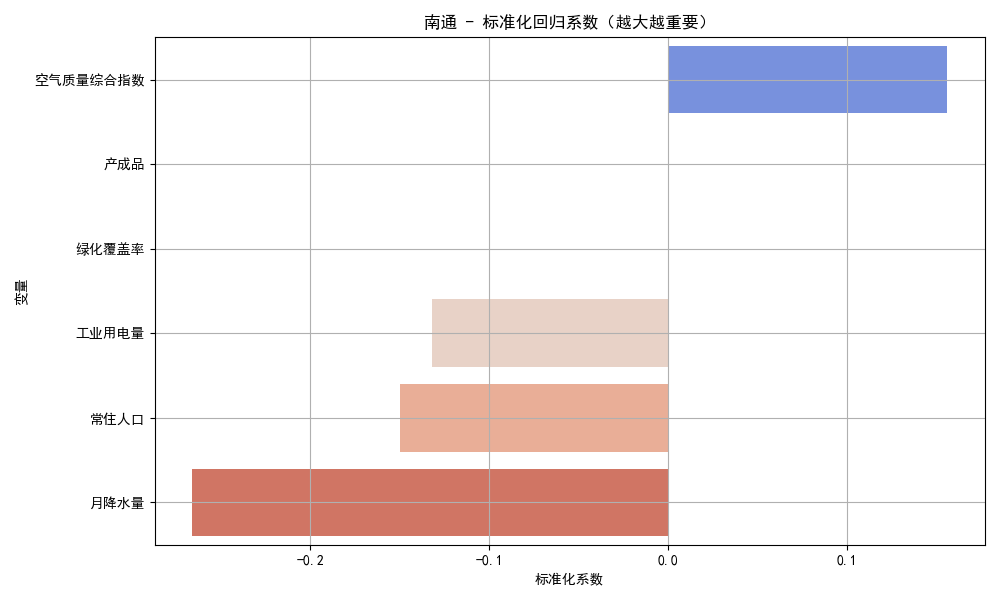 南通 - 标准化回归系数（越大越重要）
空气质量综合指数
产成品
绿化覆盖率
工业用电量
常住人口
月降水量
变量
-0.2
-0.1
0.0
0.1
标准化系数